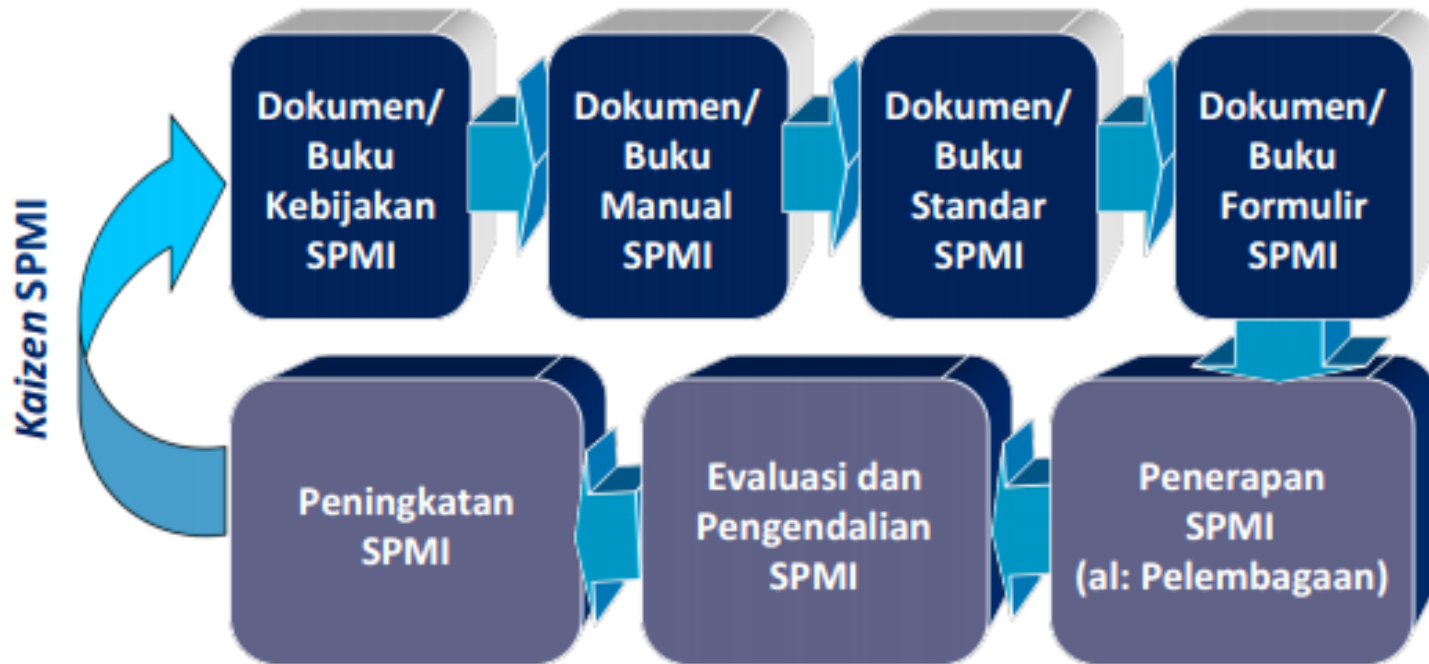 Dokumen/
Buku
Kebijakan
SPMI
Dokumen/
Buku
Manual
SPMI
Dokumen/
Buku
Standar
SPMI
Dokumen/
Buku
Formulir
SPMI
Kaizen SPMI
Peningkatan
SPMI
Evaluasi dan
Pengendalian
SPMI
Penerapan
SPMI
(al: Pelembagaan)